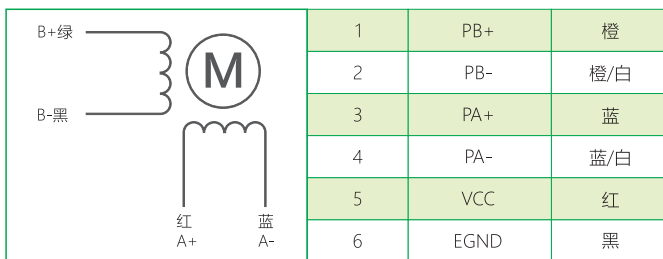 B+绿
M
B-黑
红 蓝
A+ A-
1 PB+ 橙
2 PB- 橙/白
3 PA+ 蓝
4 PA- 蓝/白
5 VCC 红
6 EGND 黑